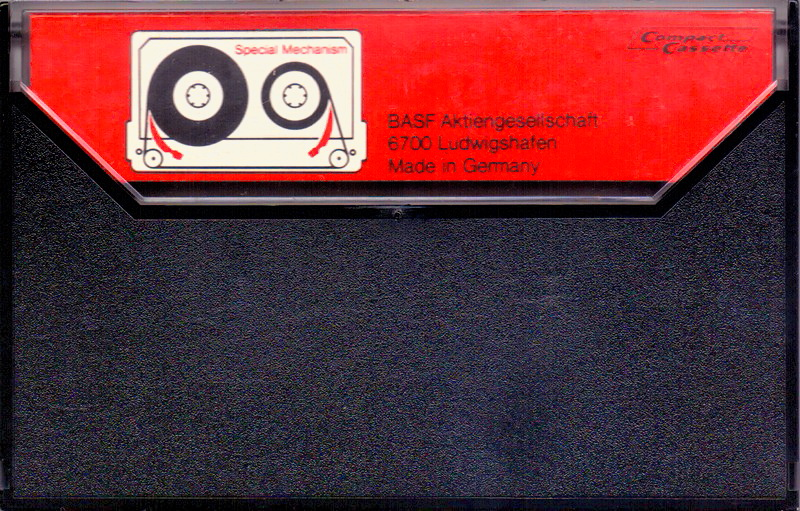 Special Mechanism
Compact
Cassette
BASF Aktiengesellschaft
6700 Ludwigshafen
Made in Germany